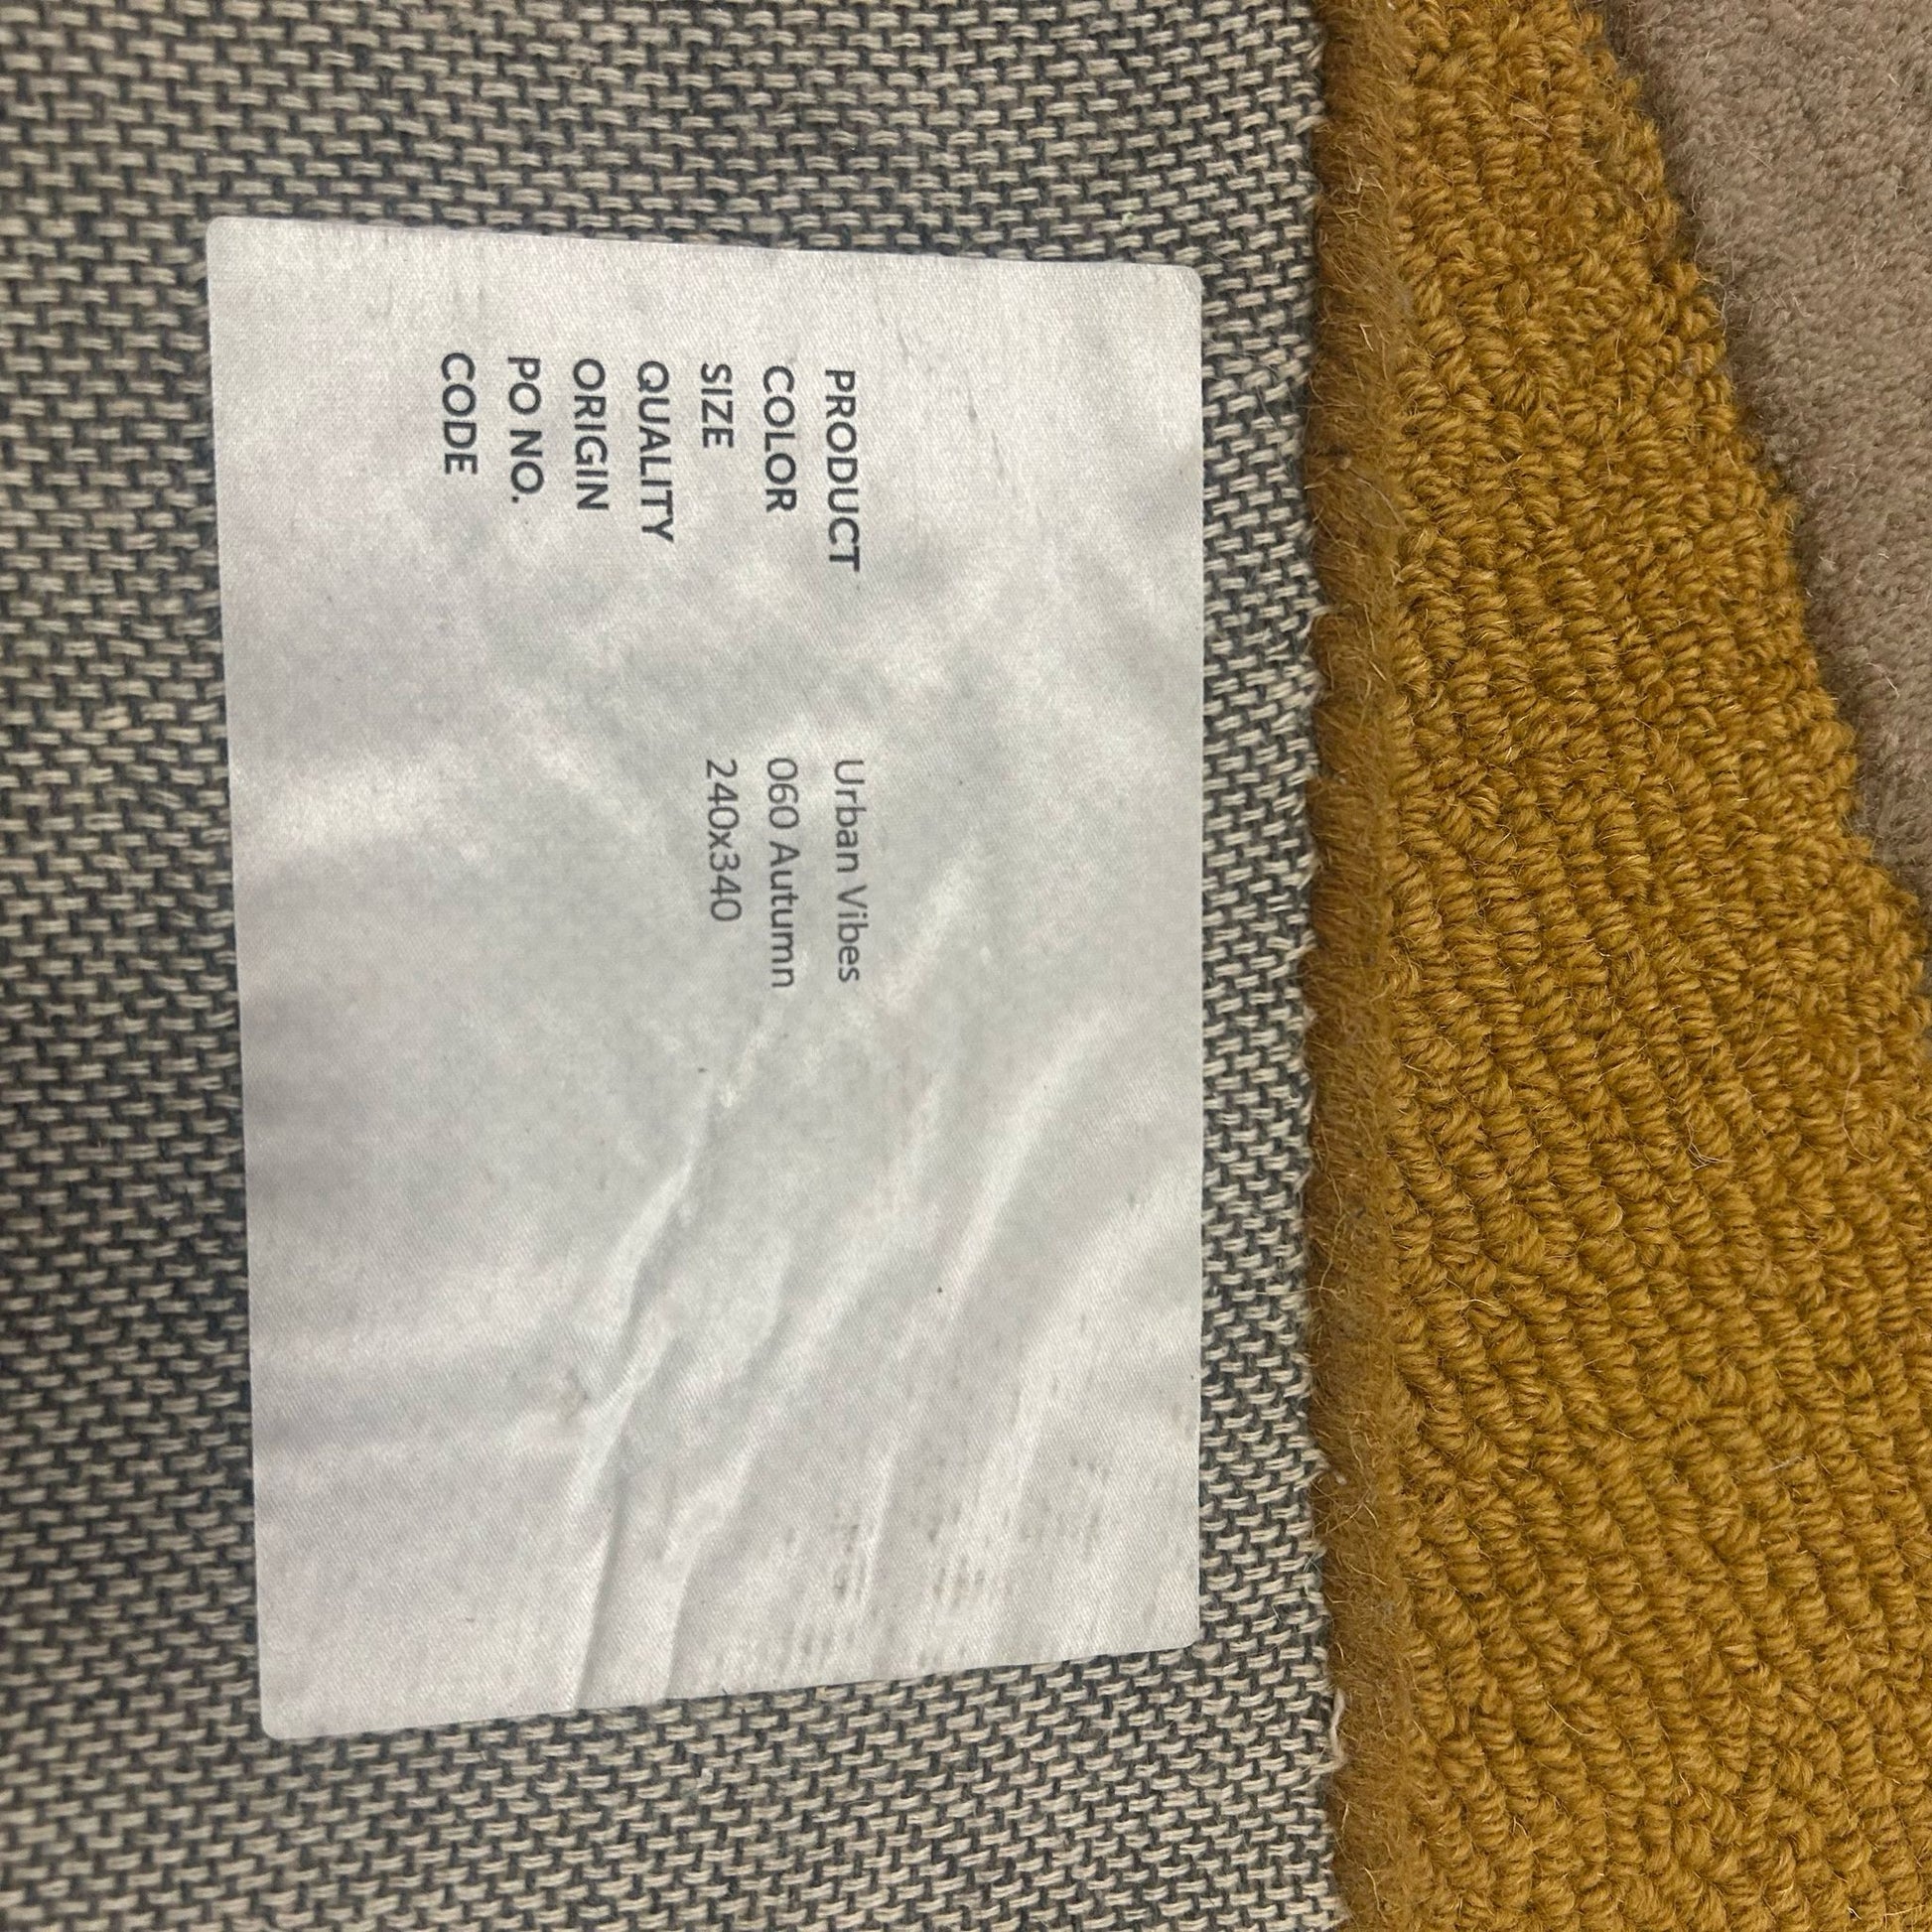 PRODUCT Urban Vibes
COLOR 060 Autumn
SIZE 240x340
QUALITY
ORIGIN
PO NO.
CODE